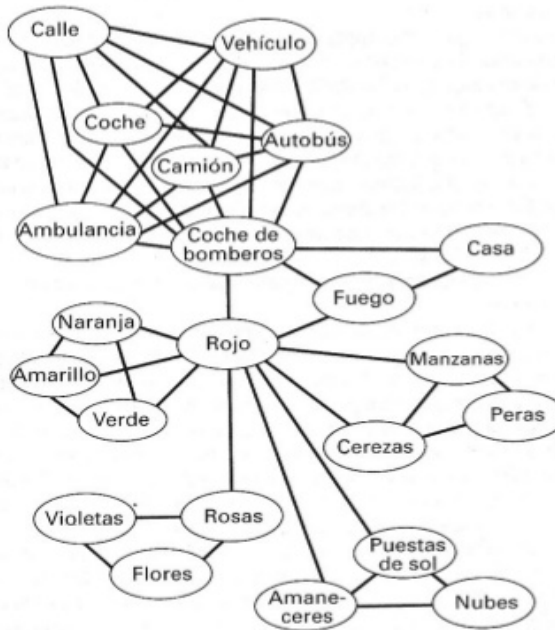 Calle
Vehículo
Coche
Autobús
Camión
Ambulancia
Coche de
bomberos
Casa
Fuego
Naranja
Rojo
Manzanas
Amarillo
Verde
Peras
Cerezas
Violetas
Rosas
Flores
Puestas
de sol
Amane-
ceres
Nubes